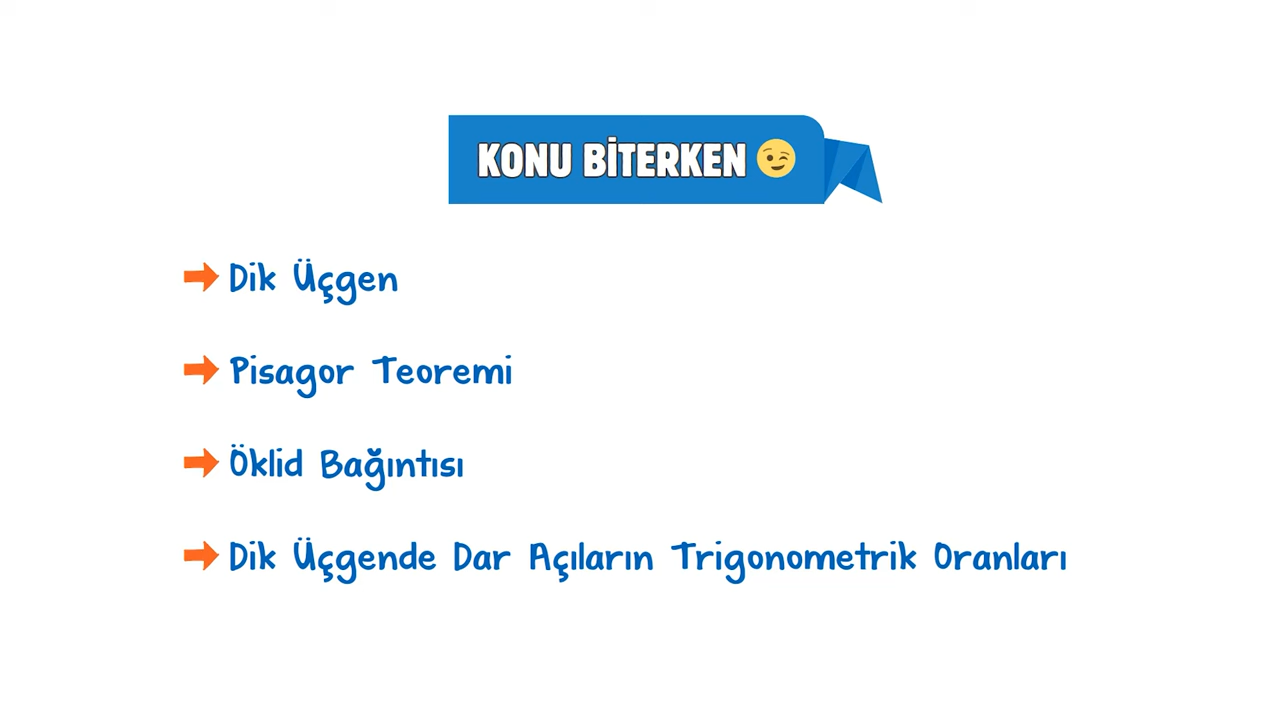 KONU BİTERKEN 😉
Dik Üçgen
Pisagor Teoremi
Öklid Bağıntısı
Dik Üçgende Dar Açıların Trigonometrik Oranları